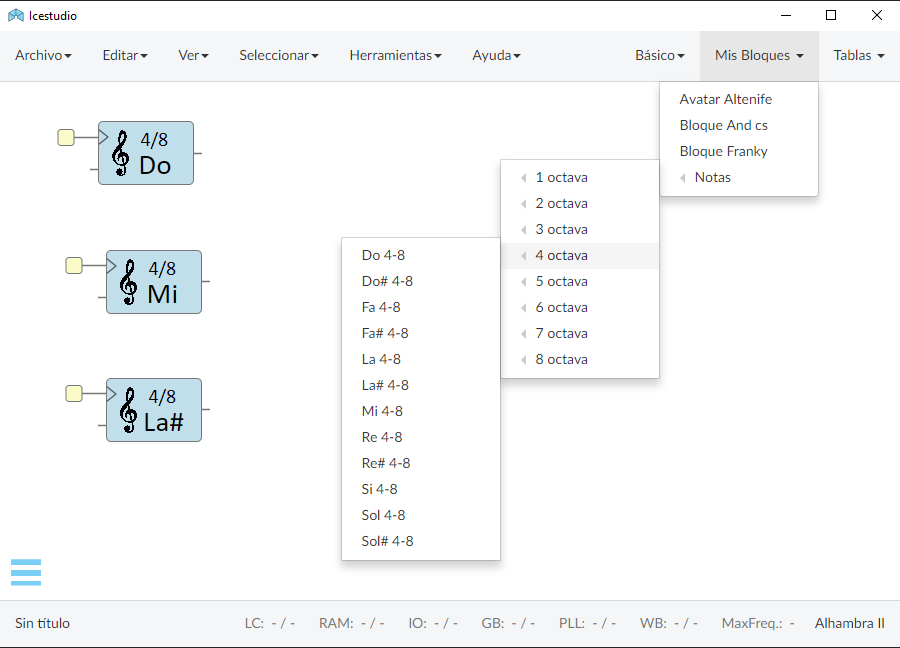 Icestudio
Archivo Editar Ver Seleccionar Herramientas Ayuda Básico Mis Bloques Tablas
Avatar Altenife
Bloque And cs
Bloque Franky
Notas
1 octava
2 octava
3 octava
4 octava
5 octava
6 octava
7 octava
8 octava
Do 4-8
Do# 4-8
Fa 4-8
Fa# 4-8
La 4-8
La# 4-8
Mi 4-8
Re 4-8
Re# 4-8
Si 4-8
Sol 4-8
Sol# 4-8
4/8
Do
4/8
Mi
4/8
La#
Sin título LC: - / - RAM: - / - IO: - / - GB: - / - PLL: - / - WB: - / - MaxFreq.: - Alhambra II